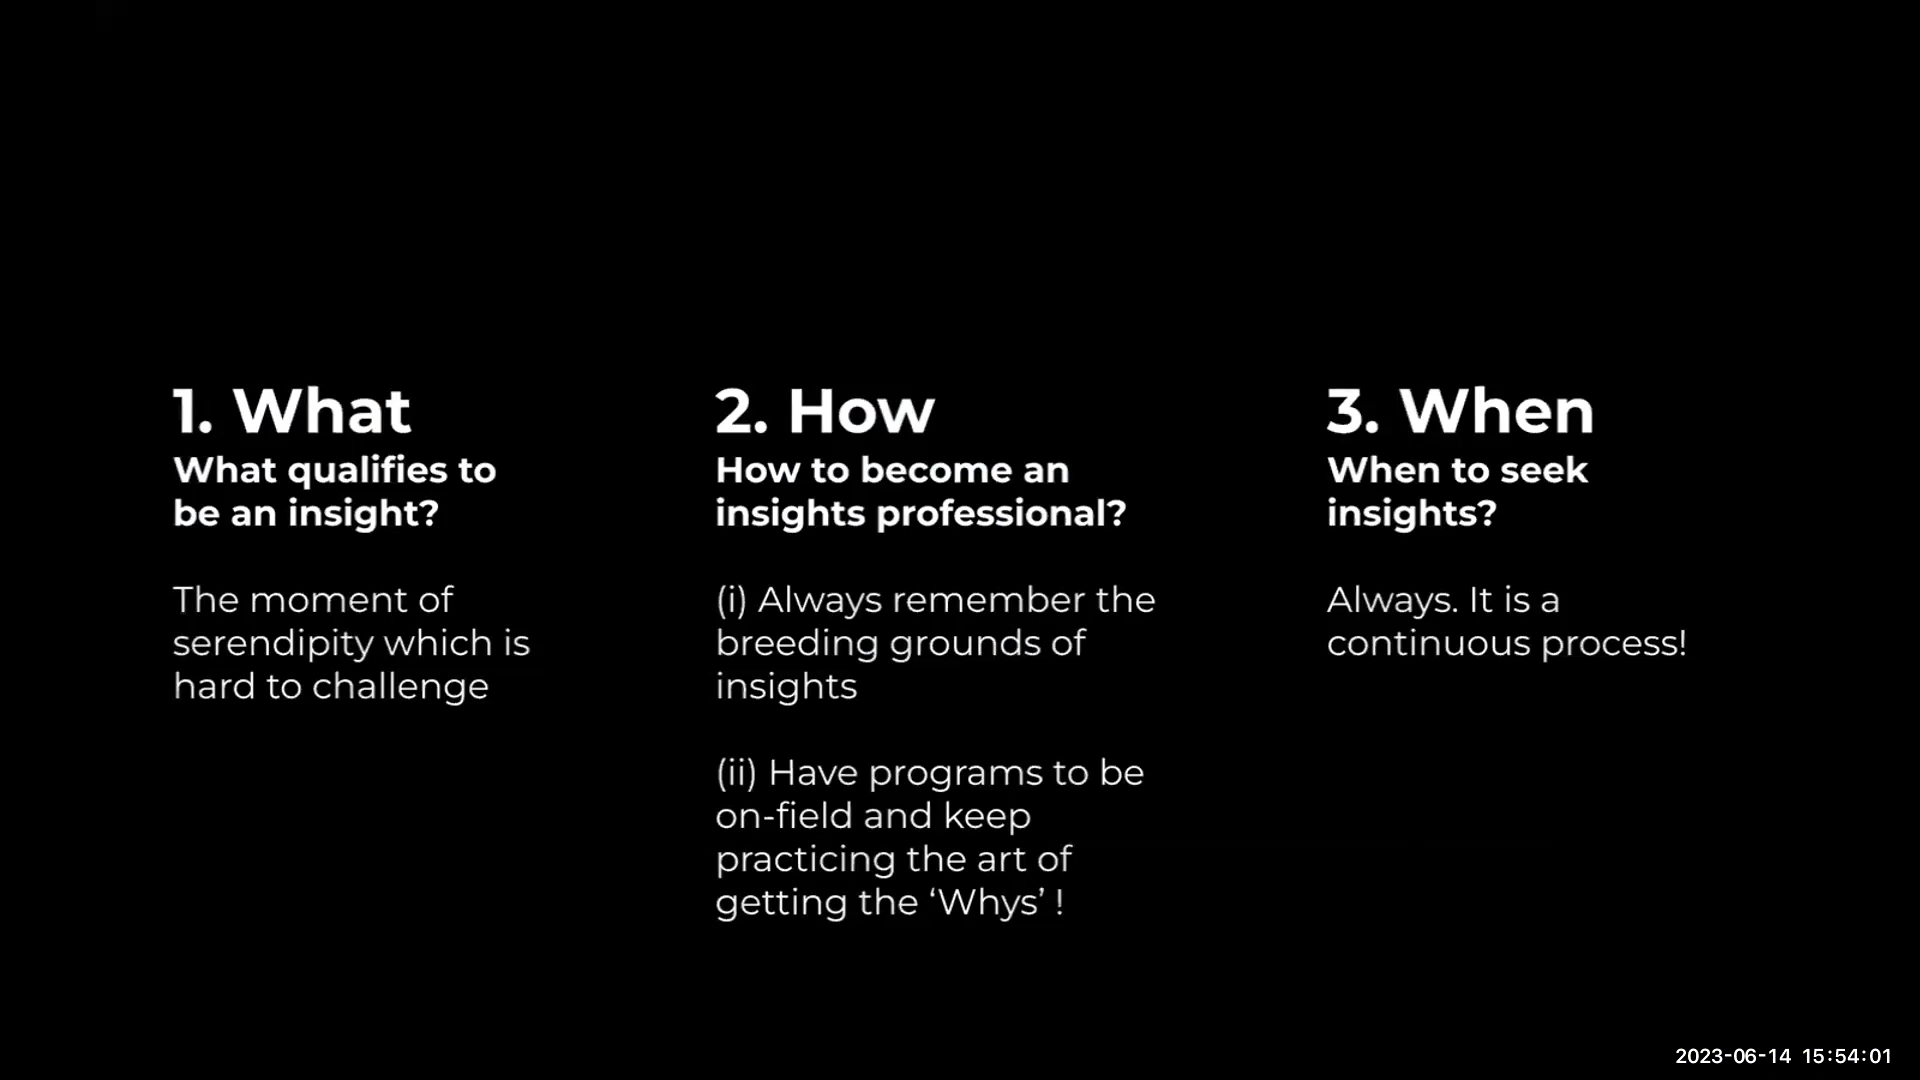 1. What
What qualifies to
be an insight?
The moment of
serendipity which is
hard to challenge
2. How
How to become an
insights professional?
(i) Always remember the
breeding grounds of
insights
(ii) Have programs to be
on-field and keep
practicing the art of
getting the ‘Whys’ !
3. When
When to seek
insights?
Always. It is a
continuous process!
2023-06-14 15:54:01